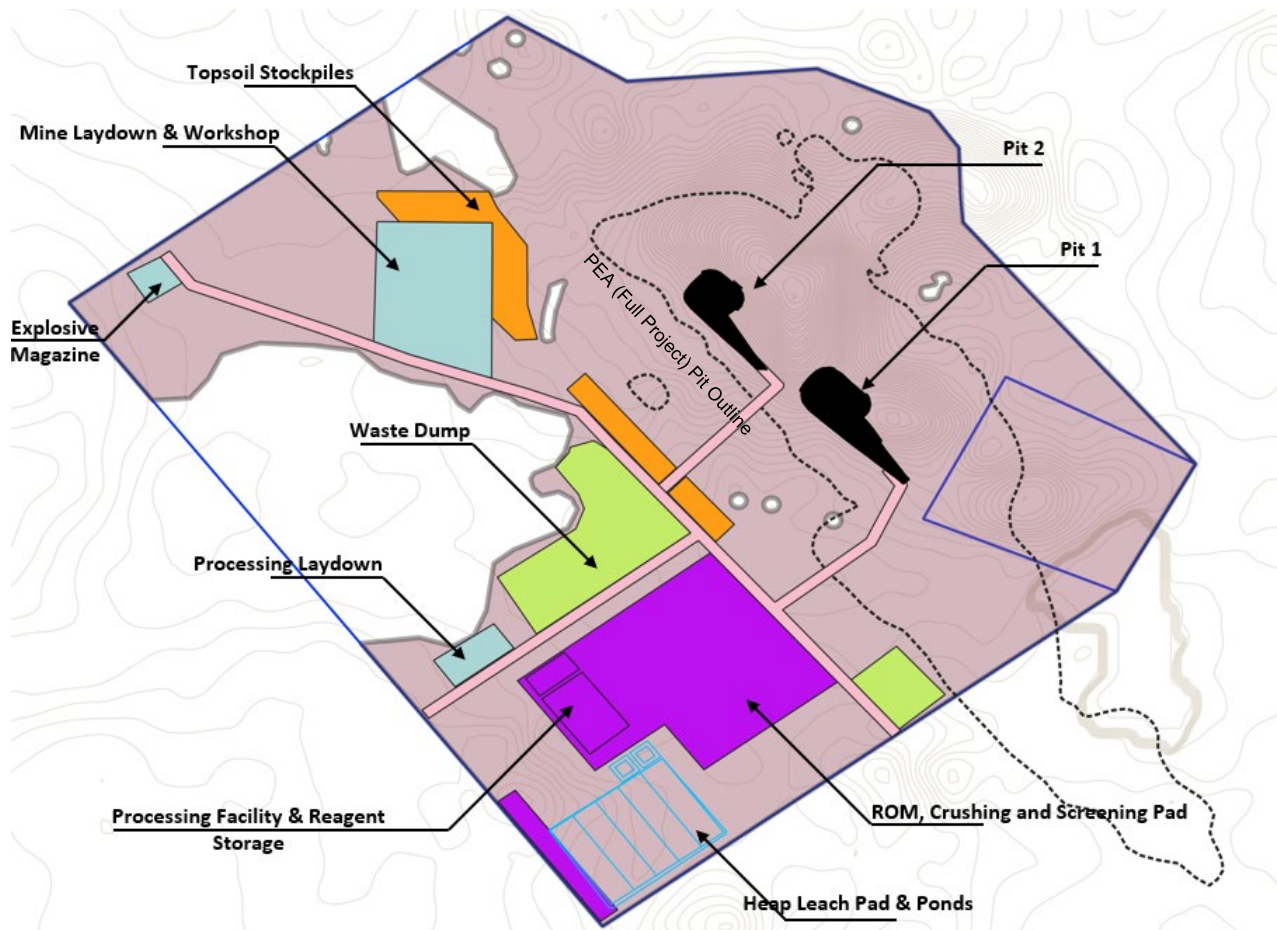 Topsoil Stockpiles
Mine Laydown & Workshop
Pit 2
Pit 1
PEA (Full Project) Pit Outline
Explosive
Magazine
Waste Dump
Processing Laydown
Processing Facility & Reagent
Storage
ROM, Crushing and Screening Pad
Heap Leach Pad & Ponds